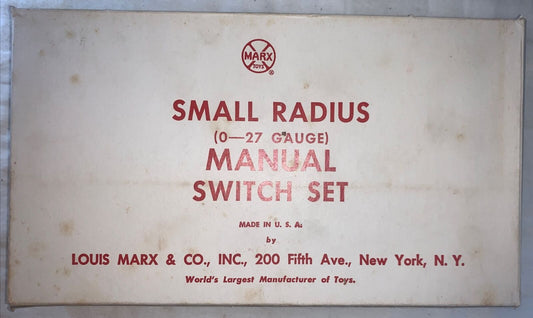 MARX
TOYS
®
SMALL RADIUS
(0—27 GAUGE)
MANUAL
SWITCH SET
MADE IN U. S. A.
by
LOUIS MARX & CO., INC., 200 Fifth Ave., New York, N. Y.
World's Largest Manufacturer of Toys.